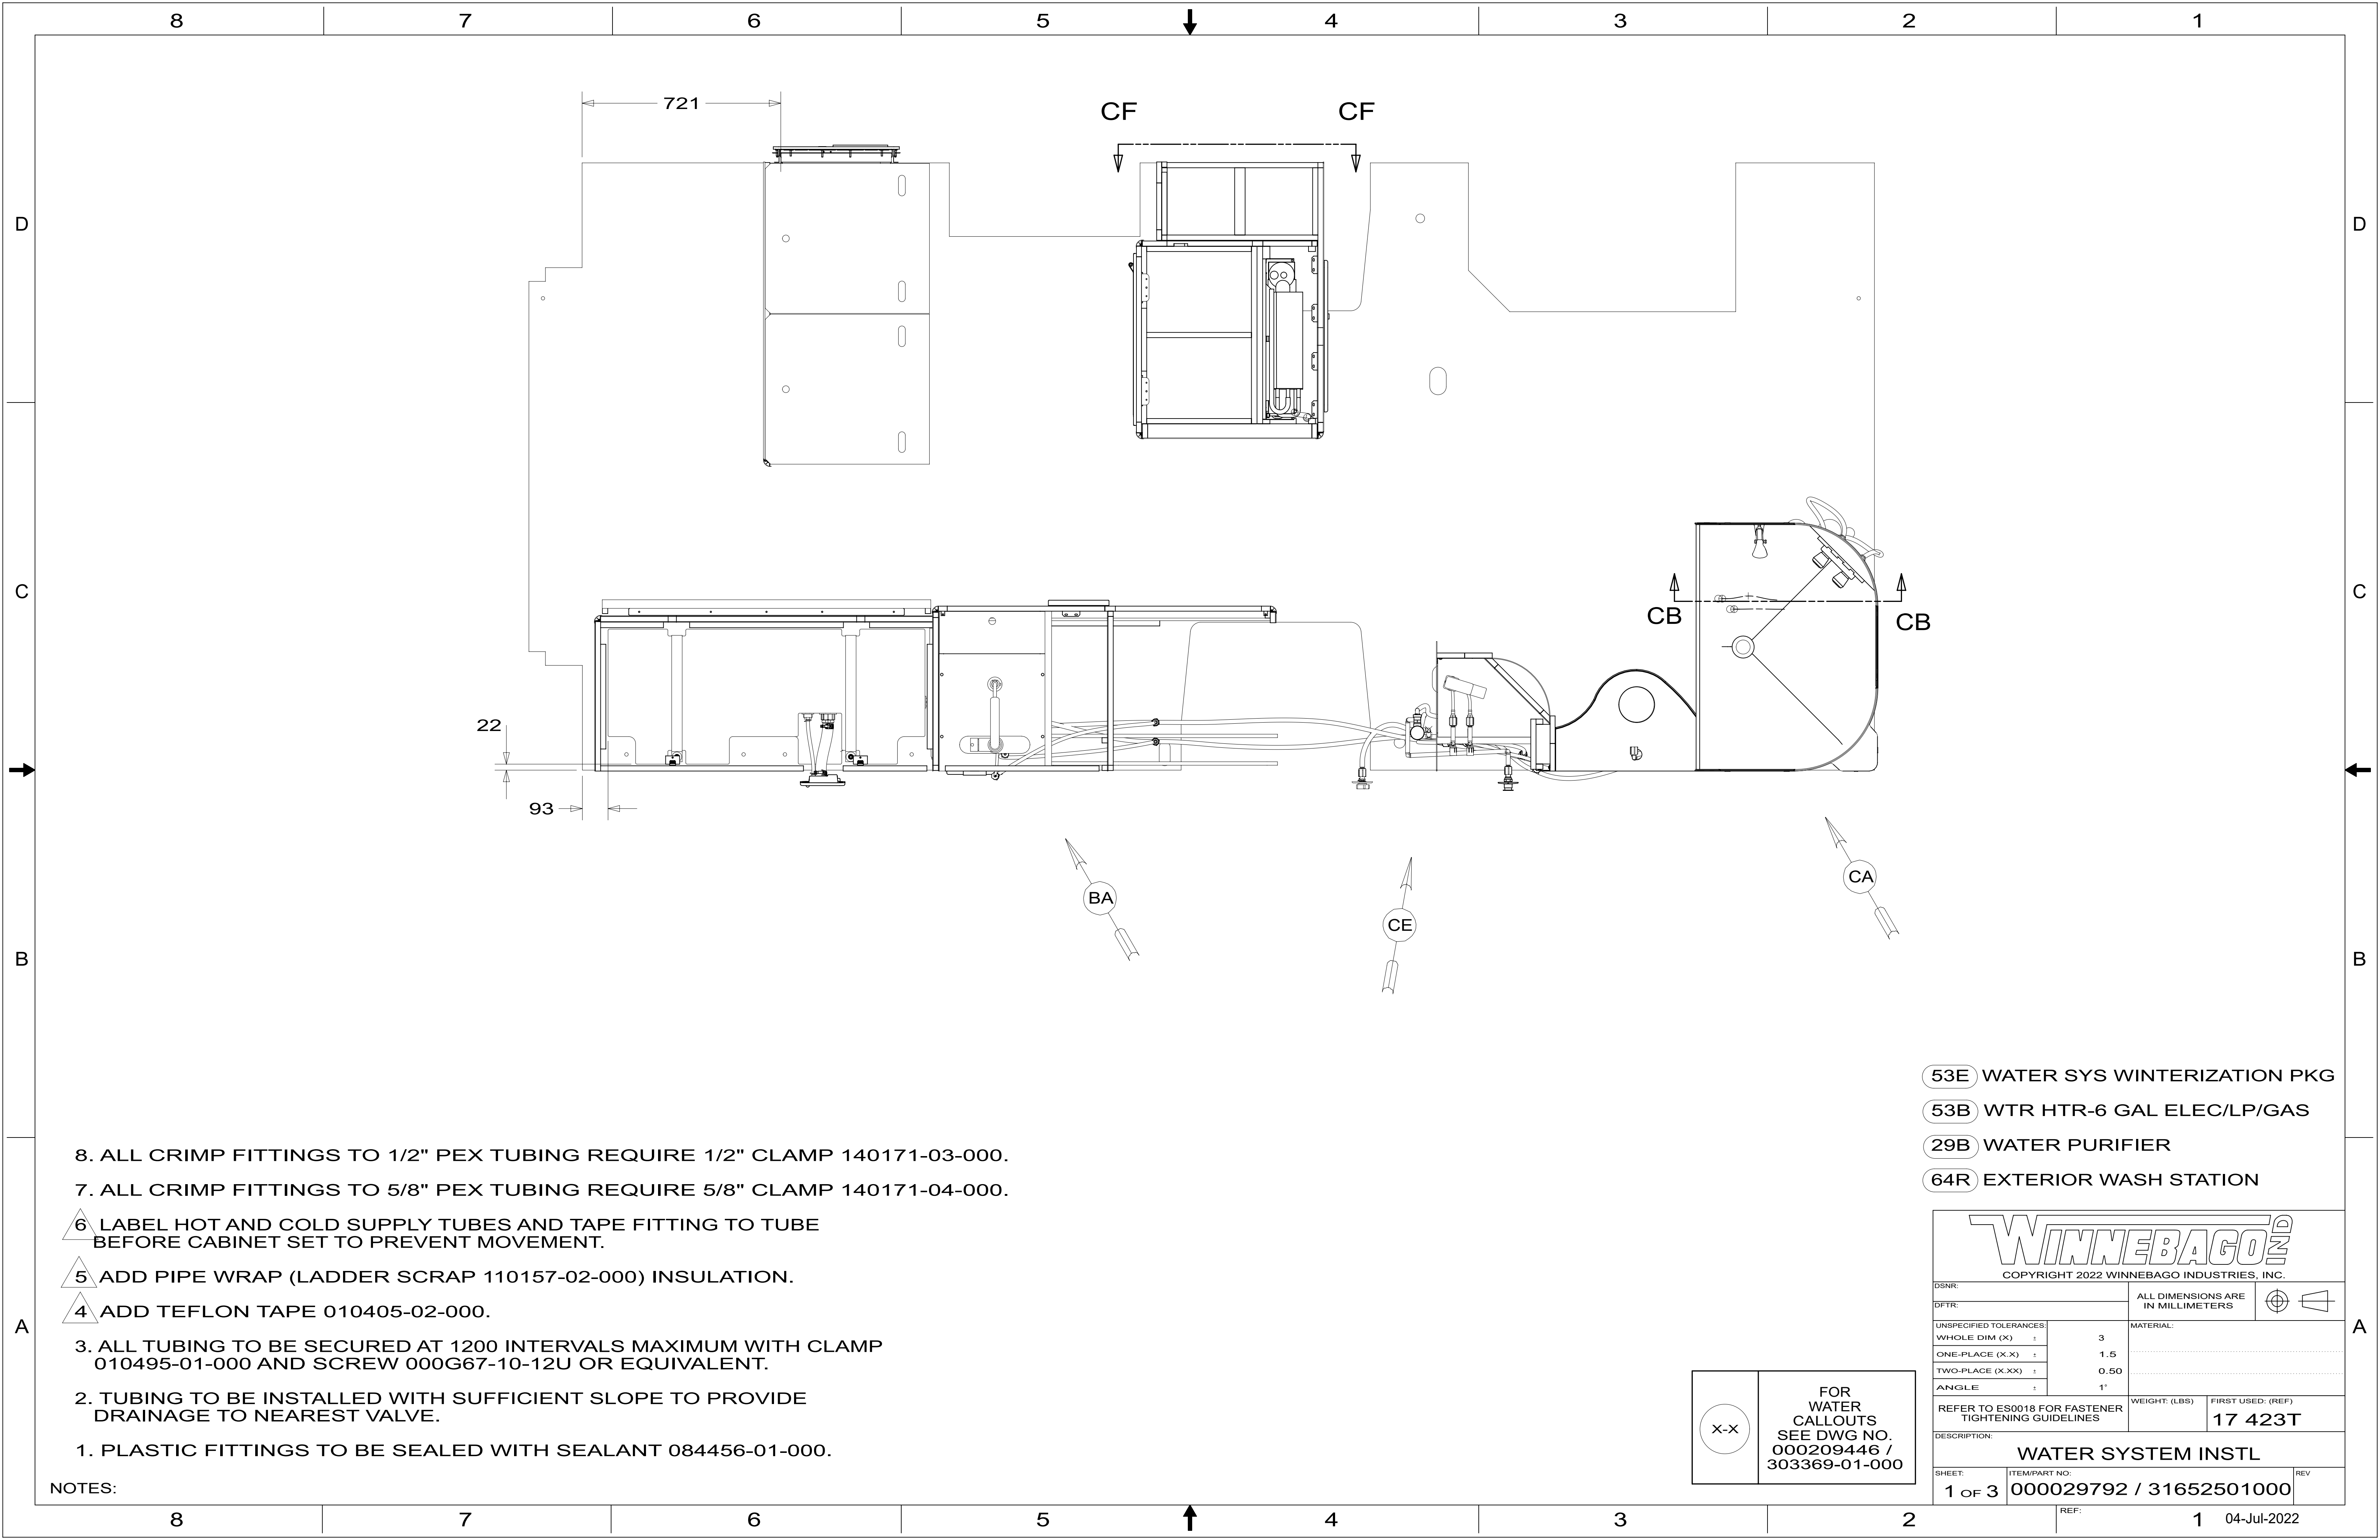 8 7 6 5 4 3 2 1
721
CF CF
D D
C C
CB CB
22
93
BA
CE
CA
B B
53E WATER SYS WINTERIZATION PKG
53B WTR HTR-6 GAL ELEC/LP/GAS
29B WATER PURIFIER
64R EXTERIOR WASH STATION
8. ALL CRIMP FITTINGS TO 1/2" PEX TUBING REQUIRE 1/2" CLAMP 140171-03-000.
7. ALL CRIMP FITTINGS TO 5/8" PEX TUBING REQUIRE 5/8" CLAMP 140171-04-000.
6 LABEL HOT AND COLD SUPPLY TUBES AND TAPE FITTING TO TUBE
BEFORE CABINET SET TO PREVENT MOVEMENT.
5 ADD PIPE WRAP (LADDER SCRAP 110157-02-000) INSULATION.
4 ADD TEFLON TAPE 010405-02-000.
3. ALL TUBING TO BE SECURED AT 1200 INTERVALS MAXIMUM WITH CLAMP
010495-01-000 AND SCREW 000G67-10-12U OR EQUIVALENT.
2. TUBING TO BE INSTALLED WITH SUFFICIENT SLOPE TO PROVIDE
DRAINAGE TO NEAREST VALVE.
1. PLASTIC FITTINGS TO BE SEALED WITH SEALANT 084456-01-000.
NOTES:
A A
X-X
FOR
WATER
CALLOUTS
SEE DWG NO.
000209446 /
303369-01-000
WINNEBAGO IND
COPYRIGHT 2022 WINNEBAGO INDUSTRIES, INC.
DSNR:
DFTR:
ALL DIMENSIONS ARE
IN MILLIMETERS
UNSPECIFIED TOLERANCES:
WHOLE DIM (X) ± 3
ONE-PLACE (X.X) ± 1.5
TWO-PLACE (X.XX) ± 0.50
ANGLE ± 1°
MATERIAL:
REFER TO ES0018 FOR FASTENER
TIGHTENING GUIDELINES
WEIGHT: (LBS)
FIRST USED: (REF)
17 423T
DESCRIPTION:
WATER SYSTEM INSTL
SHEET:
1 OF 3
ITEM/PART NO:
000029792 / 31652501000
REV
8 7 6 5 4 3 2 1
REF:
04-Jul-2022